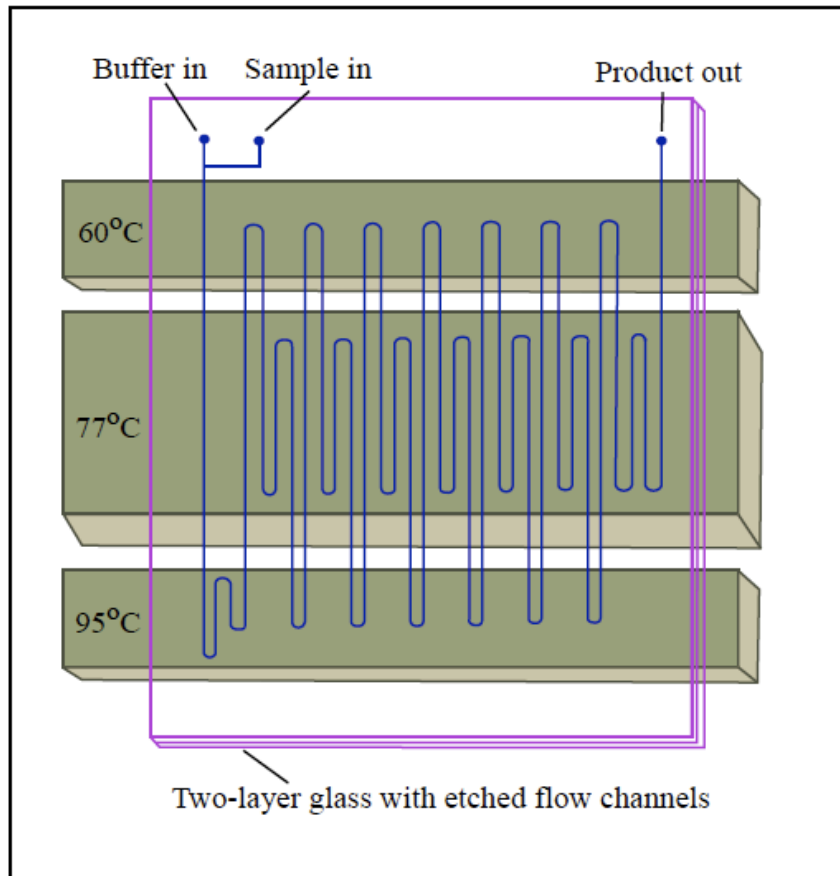 Buffer in
Sample in
Product out
60°C
77°C
95°C
Two-layer glass with etched flow channels